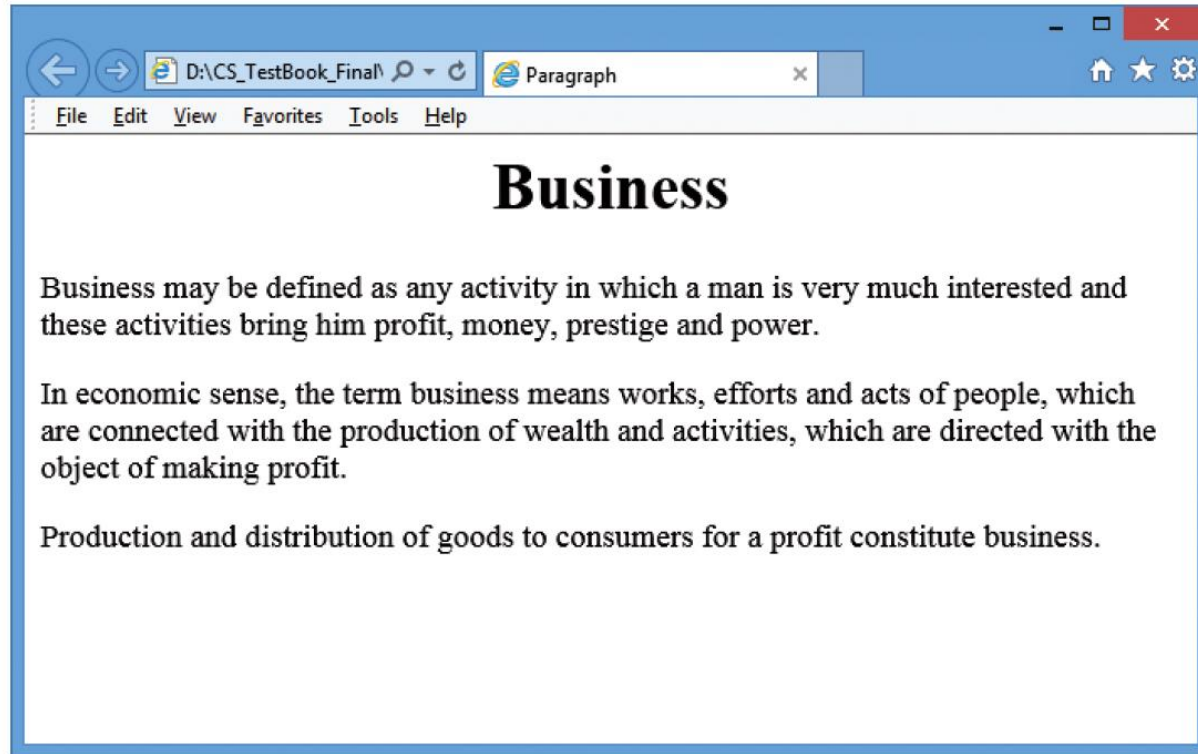 D:\CS_TestBook_Final\
Paragraph
File Edit View Favorites Tools Help
Business
Business may be defined as any activity in which a man is very much interested and
these activities bring him profit, money, prestige and power.
In economic sense, the term business means works, efforts and acts of people, which
are connected with the production of wealth and activities, which are directed with the
object of making profit.
Production and distribution of goods to consumers for a profit constitute business.